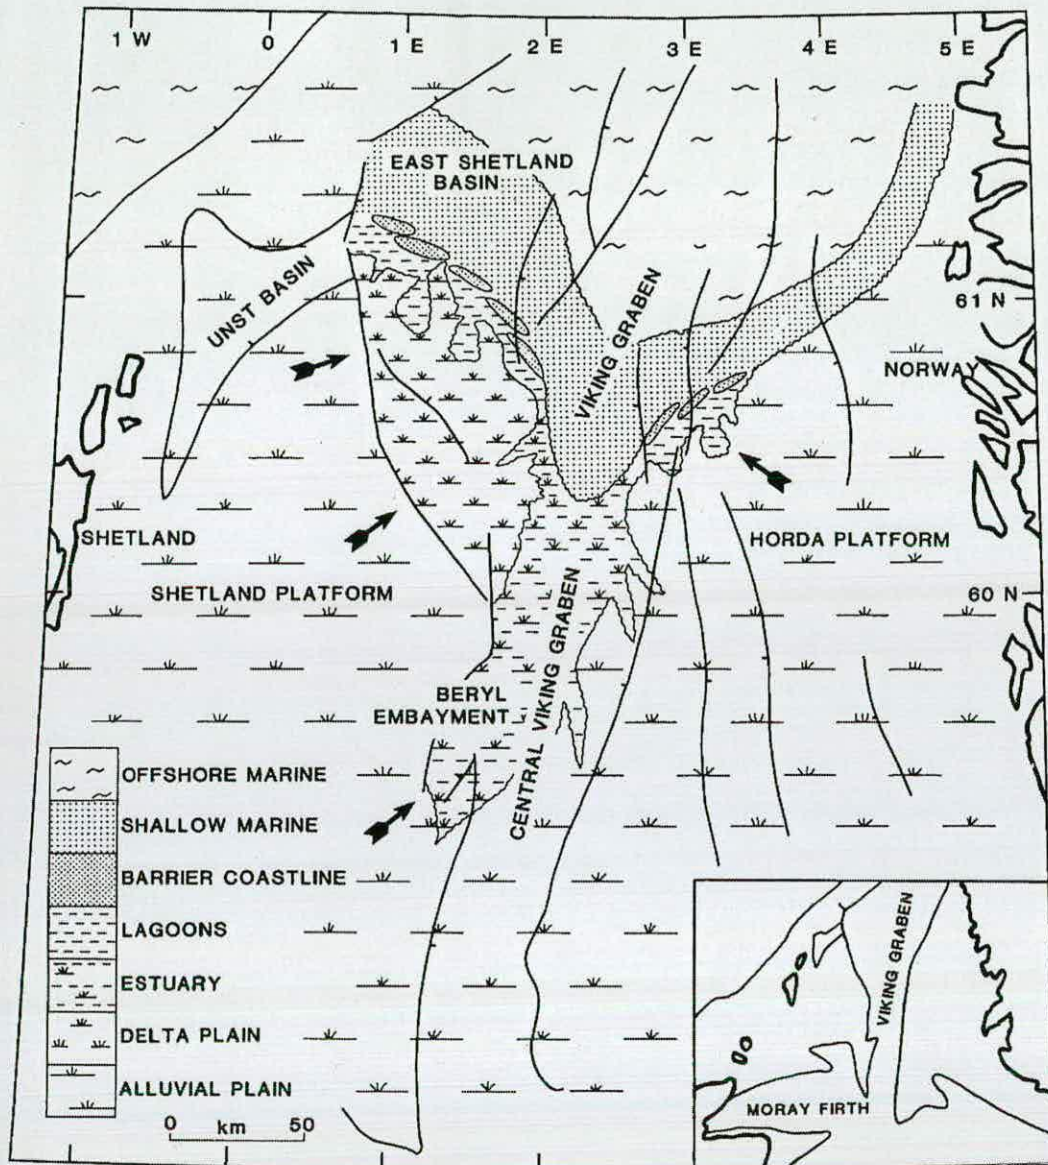 1 W
0
1 E
2 E
3 E
4 E
5 E
EAST SHETLAND
BASIN
UNST BASIN
VIKING GRABEN
61 N
NORWAY
SHETLAND
HORDA PLATFORM
SHETLAND PLATFORM
60 N
BERYL
EMBAYMENT
CENTRAL VIKING GRABEN
OFFSHORE MARINE
SHALLOW MARINE
BARRIER COASTLINE
LAGOONS
ESTUARY
DELTA PLAIN
ALLUVIAL PLAIN
0 km 50
VIKING GRABEN
MORAY FIRTH